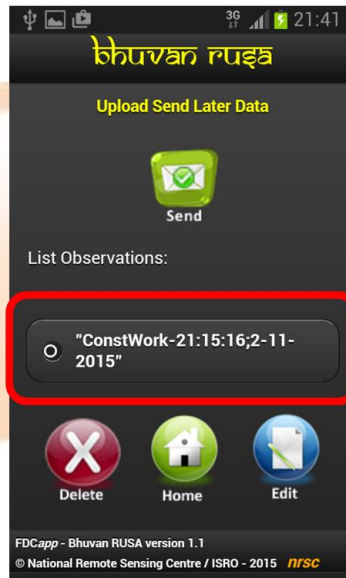 3G 21:41
bhuvan rusa
Upload Send Later Data
Send
List Observations:
"ConstWork-21:15:16;2-11-
2015"
Delete Home Edit
FDCapp - Bhuvan RUSA version 1.1
© National Remote Sensing Centre / ISRO - 2015 nrsc